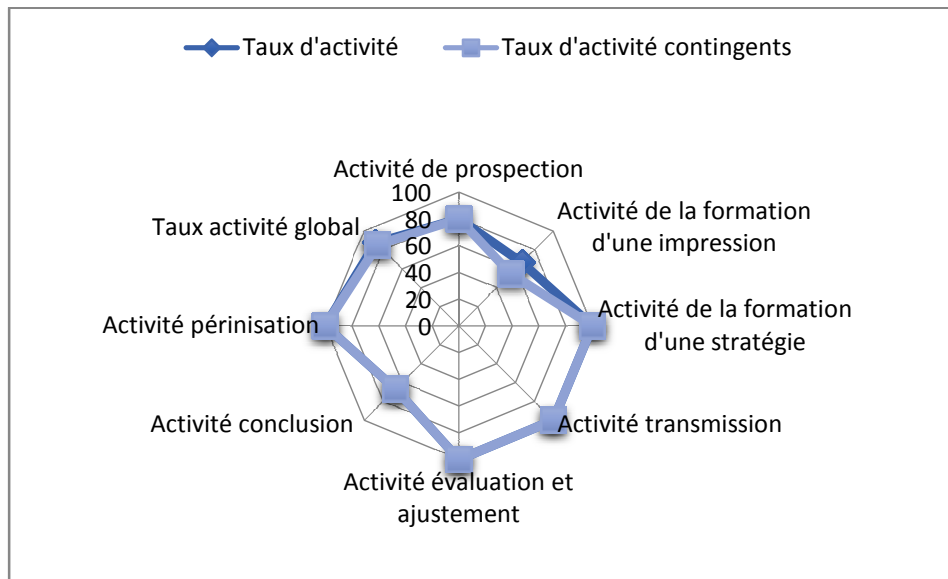 Taux d'activité
Taux d'activité contingents
Activité de prospection
100
80
60
40
20
0
Activité de la formation
d'une impression
Activité de la formation
d'une stratégie
Activité transmission
Activité évaluation et
ajustement
Activité conclusion
Activité périnisation
Taux activité global